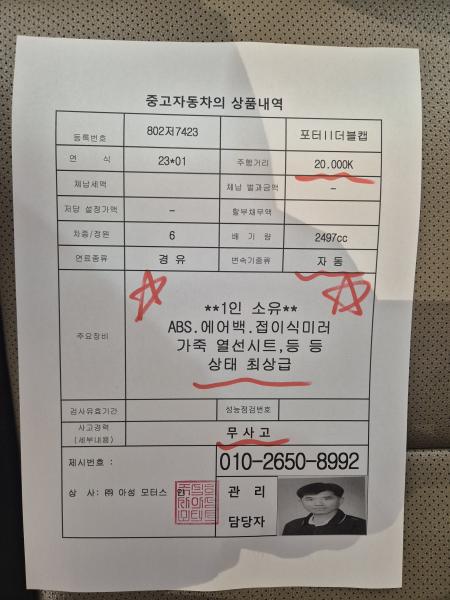 중고자동차의 상품내역
등록번호 802저7423 포터II더블캡
연 식 23*01 주행거리 20.000K
체납세액 체납 벌과금액 -
저당 설정가액 - 할부채무액
차종/정원 6 배 기 량 2497cc
연료종류 경 유 변속기종류 자 동
**1인 소유**
ABS.에어백.접이식미러
주요장비
가죽 열선시트,등 등
상태 최상급
검사유효기간 성능점검번호
사고경력
(세부내용)
무 사 고
제시번호 :
010-2650-8992
상 사: ㈜ 아성 모터스 인
관 리
담당자